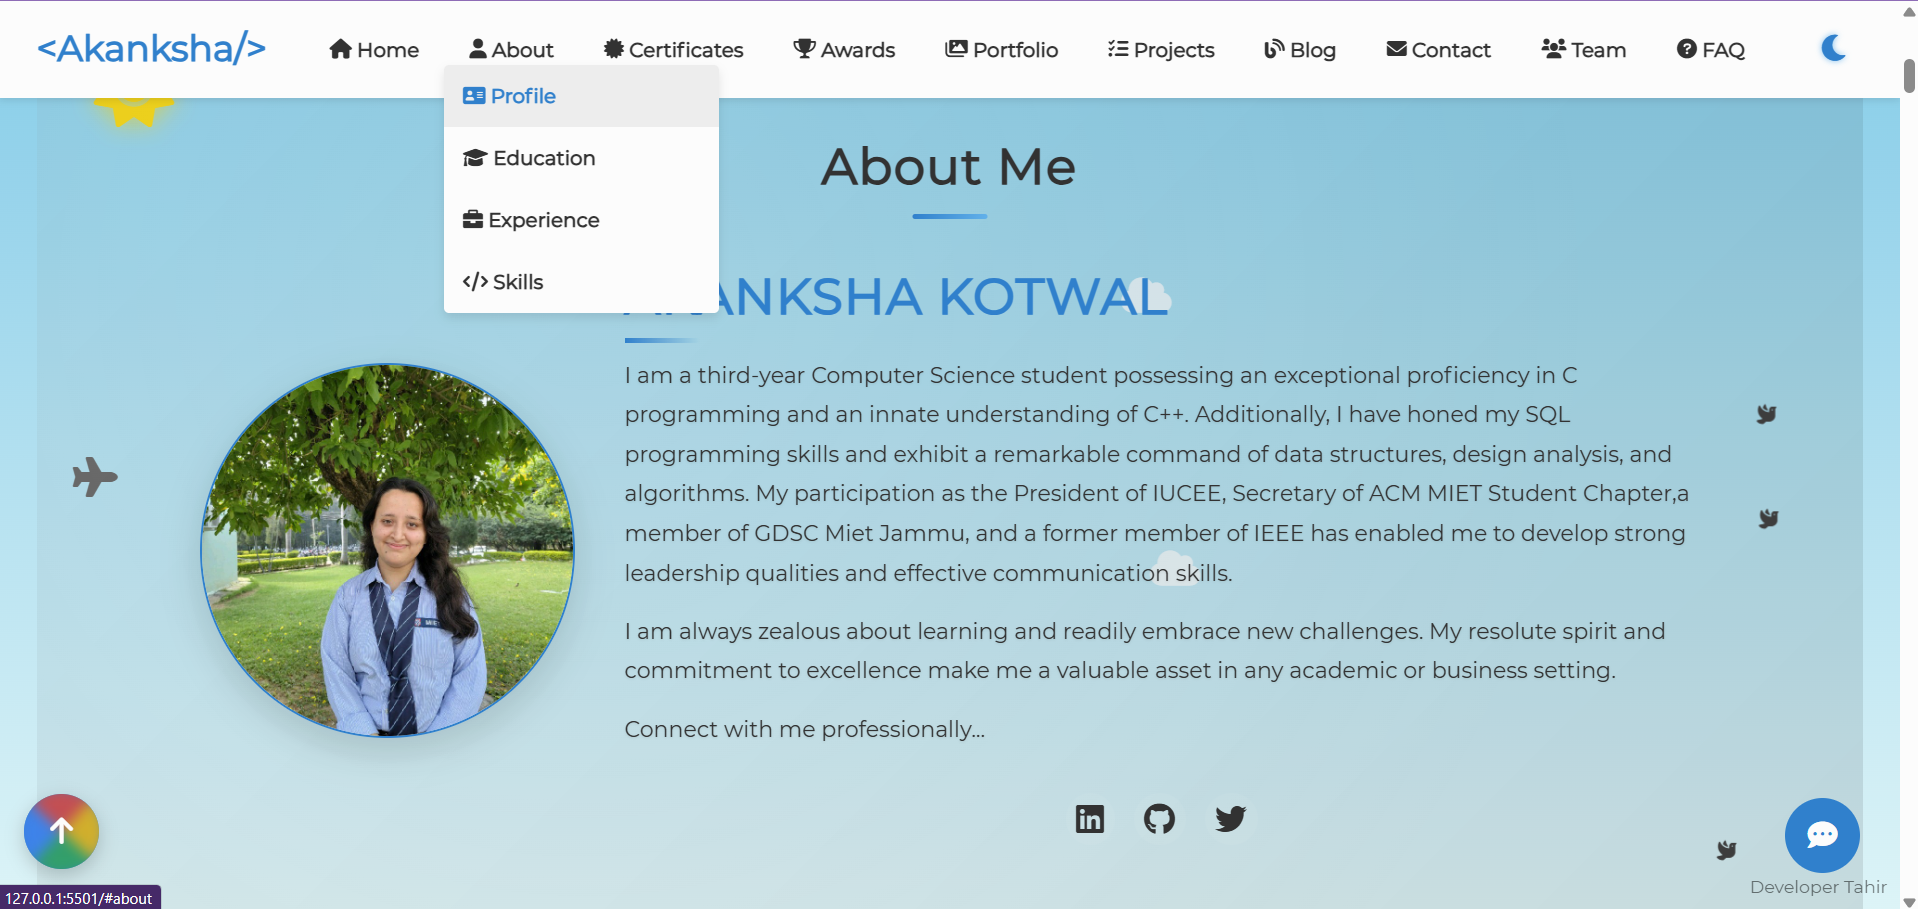 <Akanksha/>
Home
About
Certificates
Awards
Portfolio
Projects
Blog
Contact
Team
FAQ
Profile
Education
Experience
Skills
About Me
ANKSHA KOTWAL
I am a third-year Computer Science student possessing an exceptional proficiency in C
programming and an innate understanding of C++. Additionally, I have honed my SQL
programming skills and exhibit a remarkable command of data structures, design analysis, and
algorithms. My participation as the President of IUCEE, Secretary of ACM MIET Student Chapter,a
member of GDSC Miet Jammu, and a former member of IEEE has enabled me to develop strong
leadership qualities and effective communication skills.
I am always zealous about learning and readily embrace new challenges. My resolute spirit and
commitment to excellence make me a valuable asset in any academic or business setting.
Connect with me professionally...
Developer Tahir
127.0.0.1:5501/#about